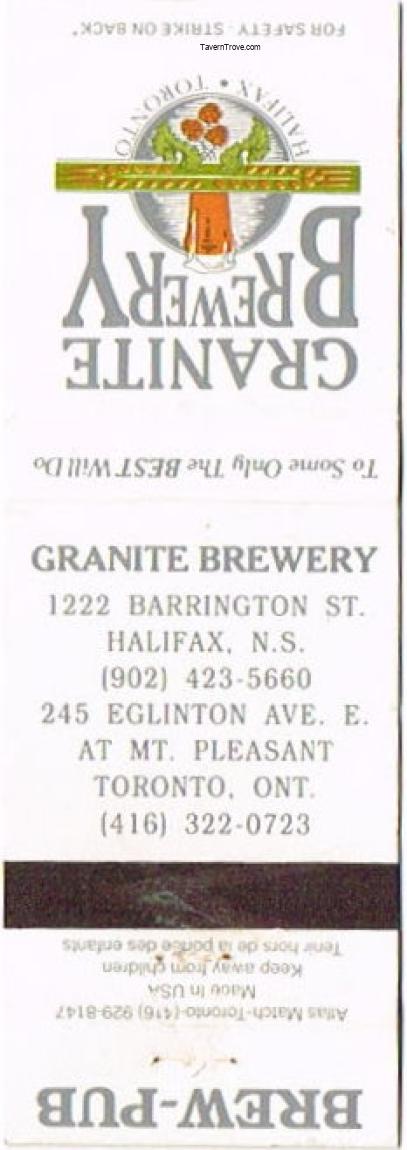 FOR SAFETY - STRIKE ON BACK
TavernTrove.com
HALIFAX • TORONTO
GRANITE
BREWERY
To Some Only The BEST Will Do
GRANITE BREWERY
1222 BARRINGTON ST.
HALIFAX, N.S.
(902) 423-5660
245 EGLINTON AVE. E.
AT MT. PLEASANT
TORONTO, ONT.
(416) 322-0723
BREW-PUB
Atlas Match-Toronto-(416) 929-8147
Made In USA
Keep away from children
Tenir hors de la portée des enfants